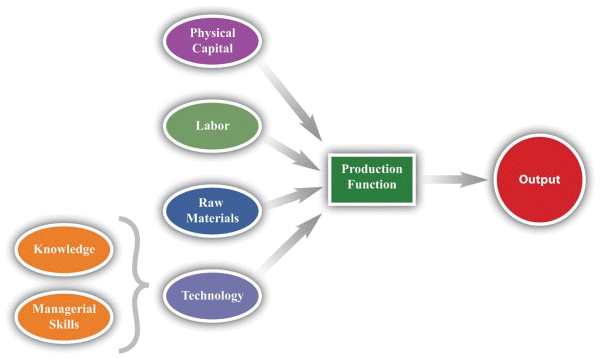 Physical
Capital
Labor
Raw
Materials
Technology
Knowledge
Managerial
Skills
Production
Function
Output